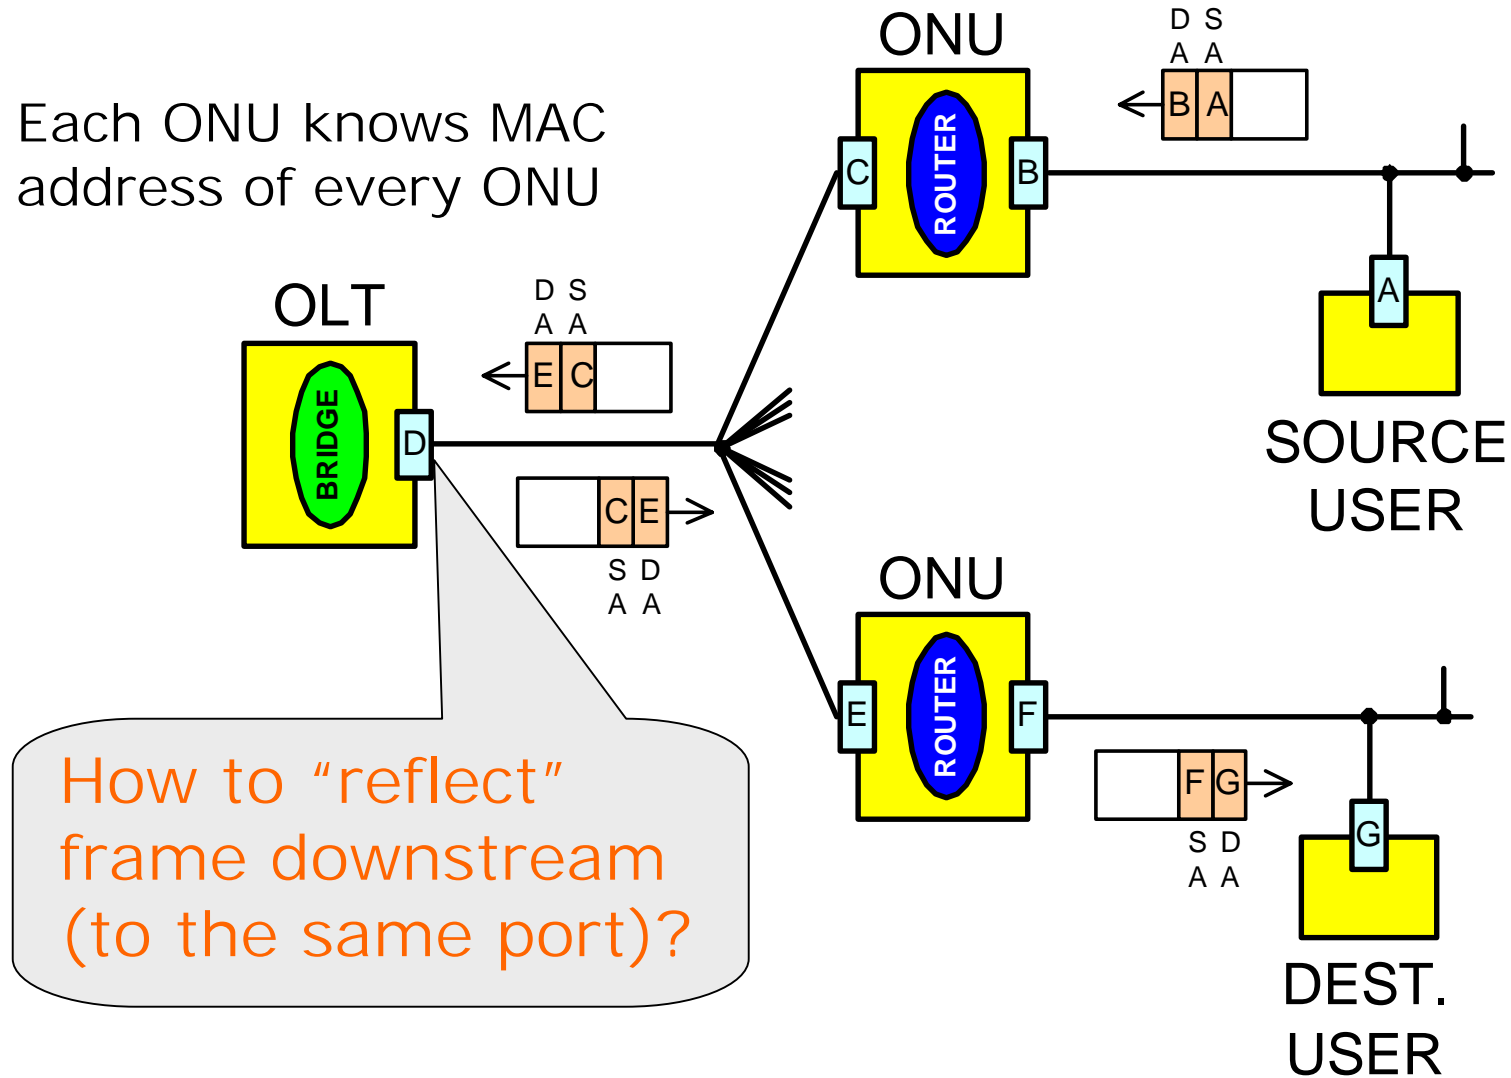 Each ONU knows MAC
address of every ONU
ONU
D S
A A
B A
C
ROUTER
B
A
SOURCE
USER
OLT
D S
A A
E C
BRIDGE
D
C E
S D
A A
ONU
E
ROUTER
F
F G
S D
A A
G
DEST.
USER
How to “reflect”
frame downstream
(to the same port)?